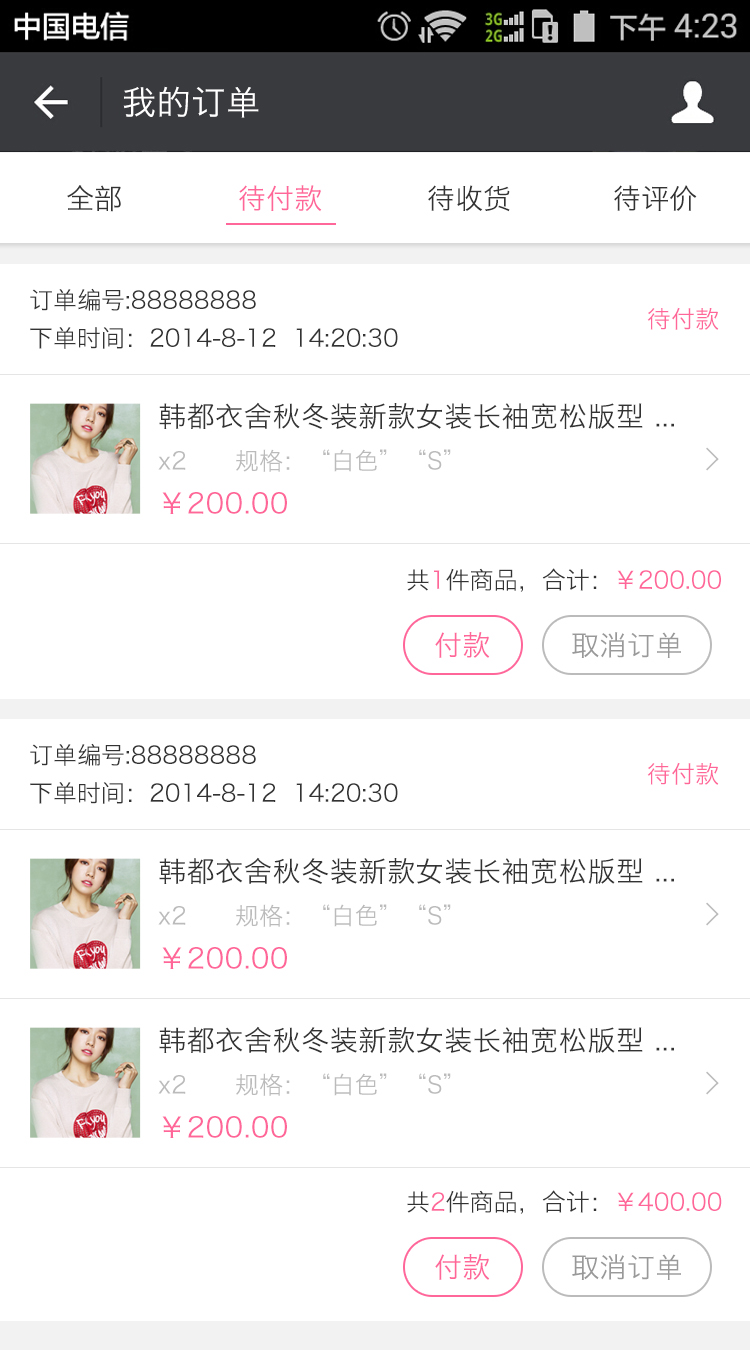 中国电信
3G
2G
下午 4:23
我的订单
全部 待付款 待收货 待评价
订单编号:88888888
下单时间：2014-8-12 14:20:30
待付款
韩都衣舍秋冬装新款女装长袖宽松版型 ...
x2 规格： “白色” “S”
￥200.00
共1件商品，合计：￥200.00
付款 取消订单
订单编号:88888888
下单时间：2014-8-12 14:20:30
待付款
韩都衣舍秋冬装新款女装长袖宽松版型 ...
x2 规格： “白色” “S”
￥200.00
韩都衣舍秋冬装新款女装长袖宽松版型 ...
x2 规格： “白色” “S”
￥200.00
共2件商品，合计：￥400.00
付款 取消订单